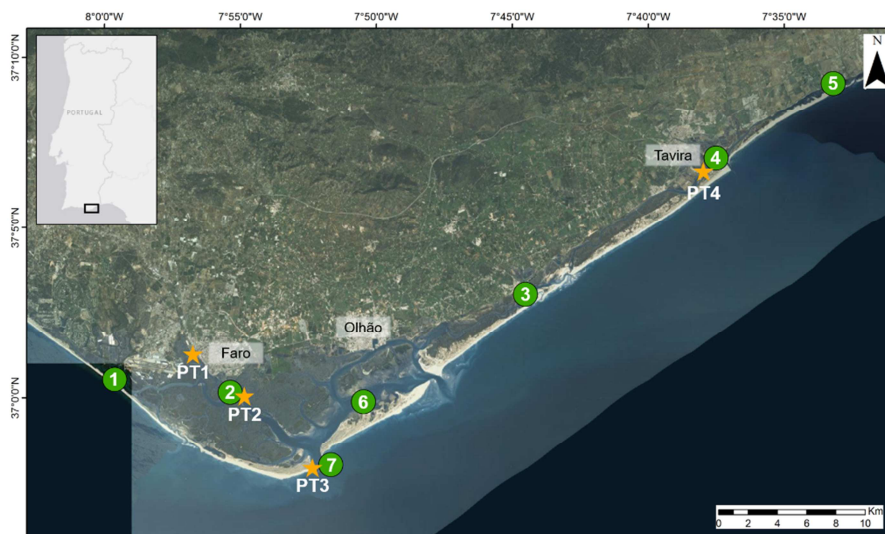 8°0'0"W 7°55'0"W 7°50'0"W 7°44'0"W 7°40'0"W 7°35'0"W
37°10'0"N
N
PORTUGAL
5
Tavira
4
PT4
37°5'0"N
3
Olhão
Faro
PT1
1
2
PT2
6
37°0'0"N
7
PT3
Km
0 2 4 6 8 10